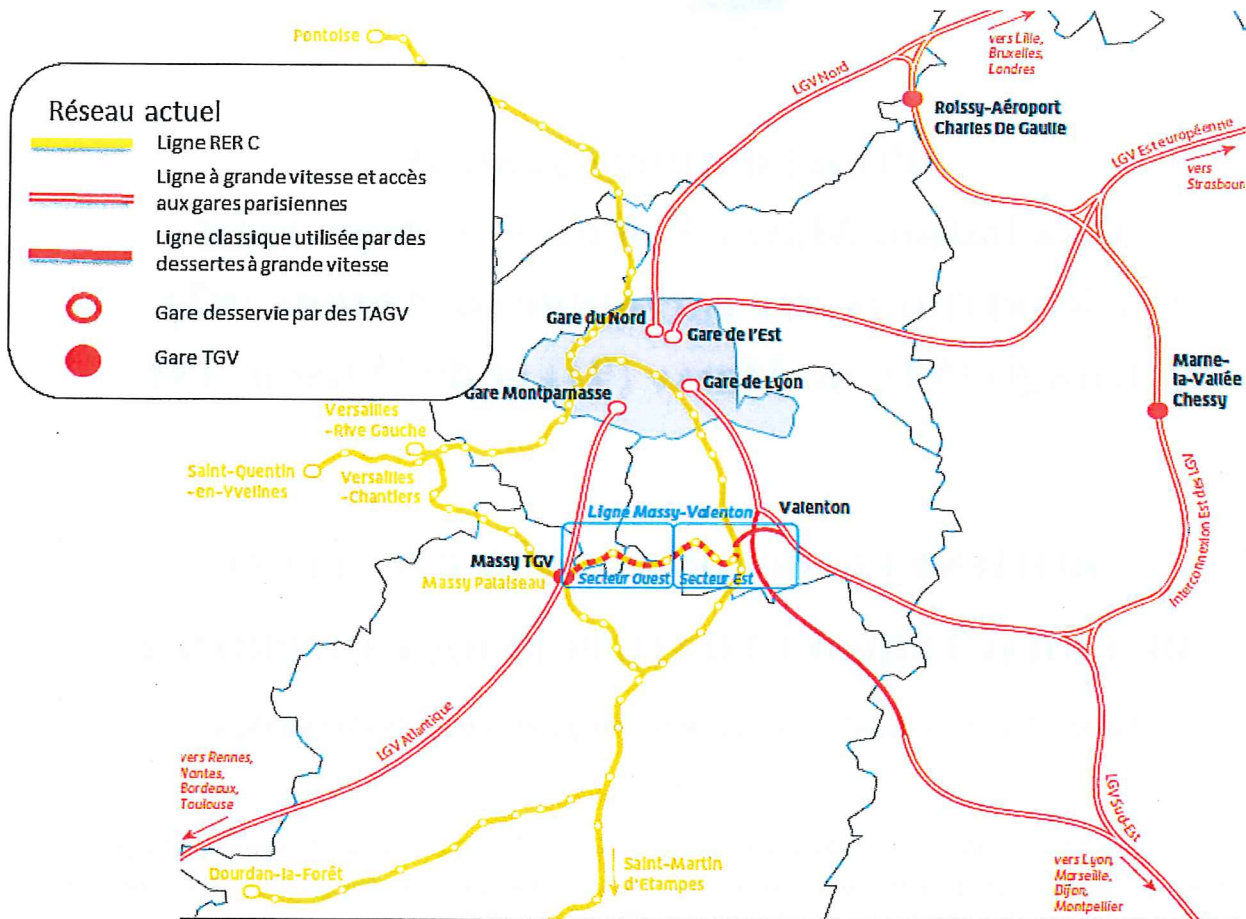 Pontoise
vers Lille,
Bruxelles,
Londres
LGV Nord
Réseau actuel
Ligne RER C
Ligne à grande vitesse et accès
aux gares parisiennes
Ligne classique utilisée par des
dessertes à grande vitesse
Gare desservie par des TAGV
Gare TGV
Roissy-Aéroport
Charles De Gaulle
LGV Est européenne
vers
Strasbour
Gare du Nord
Gare de l'Est
Gare de Lyon
Gare Montparnasse
Marne-
la-Vallée
Chessy
Versailles
-Rive Gauche
Saint-Quentin
-en-Yvelines
Versailles
-Chantiers
Ligne Massy-Valenton
Valenton
Massy TGV
Massy Palaiseau
Secteur Ouest
Secteur Est
Interconnexion Est des LGV
LGV Atlantique
vers Rennes,
Nantes,
Bordeaux,
Toulouse
LGV Sud-Est
Dourdan-la-Forêt
Saint-Martin
d'Etampes
vers Lyon,
Marseille,
Dijon,
Montpellier